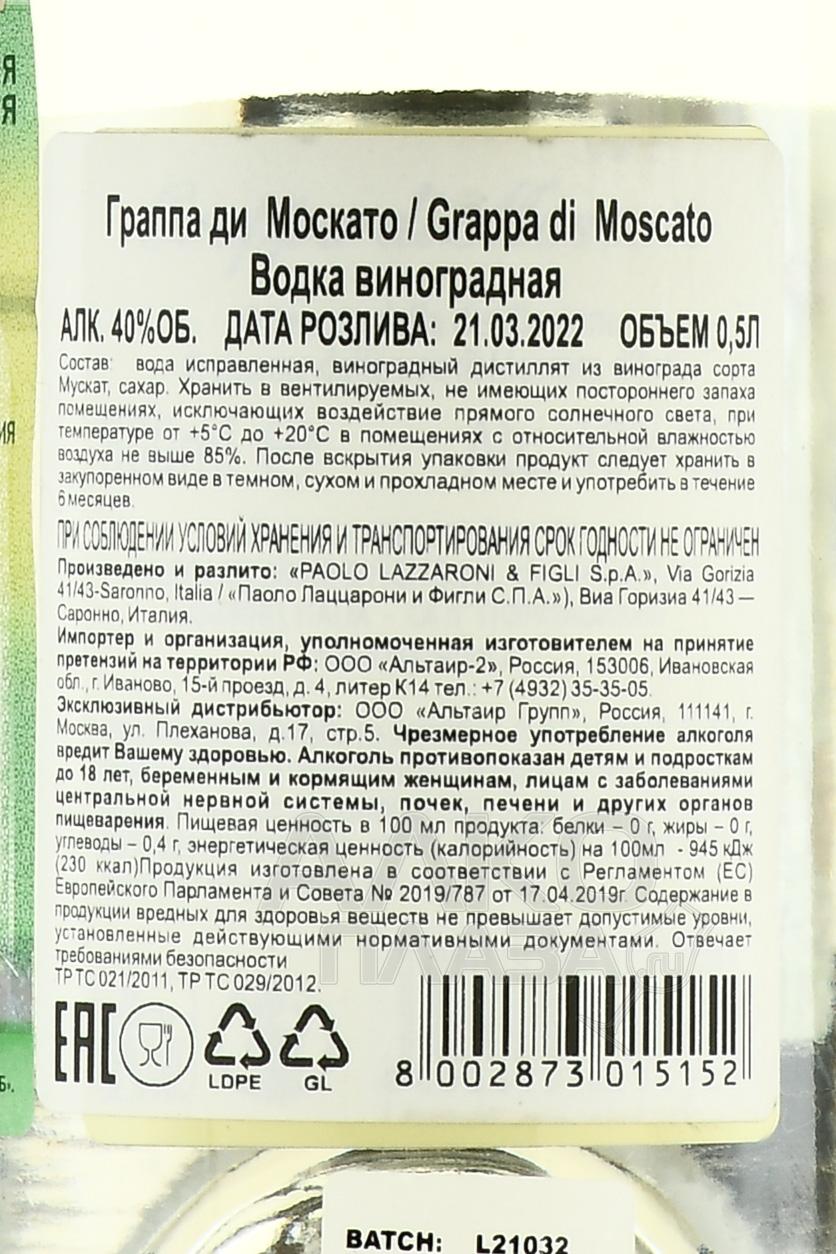 Я
Я
ИЯ
Б».
Граппа ди Москато / Grappa di Moscato
Водка виноградная
АЛК. 40%ОБ. ДАТА РОЗЛИВА: 21.03.2022 ОБЪЕМ 0,5Л
Состав: вода исправленная, виноградный дистиллят из винограда сорта
Мускат, сахар. Хранить в вентилируемых, не имеющих постороннего запаха
помещениях, исключающих воздействие прямого солнечного света, при
температуре от +5°С до +20°С в помещениях с относительной влажностью
воздуха не выше 85%. После вскрытия упаковки продукт следует хранить в
закупоренном виде в темном, сухом и прохладном месте и употребить в течение
6 месяцев.
ПРИ СОБЛЮДЕНИИ УСЛОВИЙ ХРАНЕНИЯ И ТРАНСПОРТИРОВАНИЯ СРОК ГОДНОСТИ НЕ ОГРАНИЧЕН
Произведено и разлито: «PAOLO LAZZARONI & FIGLI S.p.A.», Via Gorizia
41/43-Saronno, Italia / «Паоло Лаццарони и Фигли С.П.А.»), Виа Горизиа 41/43 —
Саронно, Италия.
Импортер и организация, уполномоченная изготовителем на принятие
претензий на территории РФ: ООО «Альтаир-2», Россия, 153006, Ивановская
обл., г. Иваново, 15-й проезд, д. 4, литер К14 тел.: +7 (4932) 35-35-05.
Эксклюзивный дистрибьютор: ООО «Альтаир Групп», Россия, 111141, г.
Москва, ул. Плеханова, д.17, стр.5. Чрезмерное употребление алкоголя
вредит Вашему здоровью. Алкоголь противопоказан детям и подросткам
до 18 лет, беременным и кормящим женщинам, лицам с заболеваниями
центральной нервной системы, почек, печени и других органов
пищеварения. Пищевая ценность в 100 мл продукта: белки – 0 г, жиры – 0 г,
углеводы – 0,4 г, энергетическая ценность (калорийность) на 100мл - 945 кДж
(230 ккал)Продукция изготовлена в соответствии с Регламентом (ЕС)
Европейского Парламента и Совета № 2019/787 от 17.04.2019г. Содержание в
продукции вредных для здоровья веществ не превышает допустимые уровни,
установленные действующими нормативными документами. Отвечает
требованиями безопасности
ТР ТС 021/2011, ТР ТС 029/2012.
ЕАС
LDPE
GL
8 002873 015152
BATCH: L21032